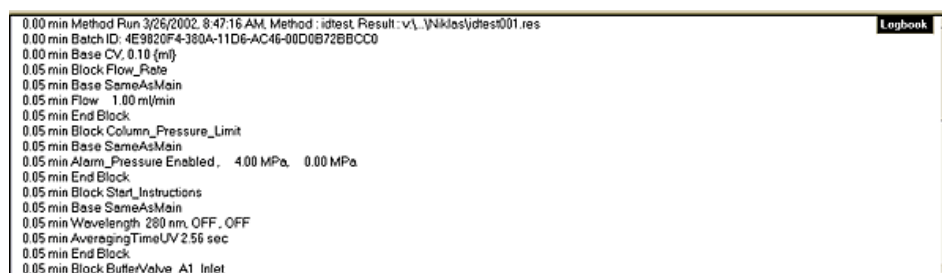 0.00 min Method Run 3/26/2002, 8:47:16 AM, Method : idtest, Result : v:\..\Niklas\idtest001.res
Logbook
0.00 min Batch ID: 4E9820F4-380A-11D6-AC46-00D0B72BBCC0
0.00 min Base CV, 0.10 {ml}
0.05 min Block Flow_Rate
0.05 min Base SameAsMain
0.05 min Flow 1.00 ml/min
0.05 min End Block
0.05 min Block Column_Pressure_Limit
0.05 min Base SameAsMain
0.05 min Alarm_Pressure Enabled , 4.00 MPa, 0.00 MPa
0.05 min End Block
0.05 min Block Start_Instructions
0.05 min Base SameAsMain
0.05 min Wavelength 280 nm, OFF , OFF
0.05 min AveragingTimeUV 2.56 sec
0.05 min End Block
0.05 min Block BufferValve_A1_Inlet